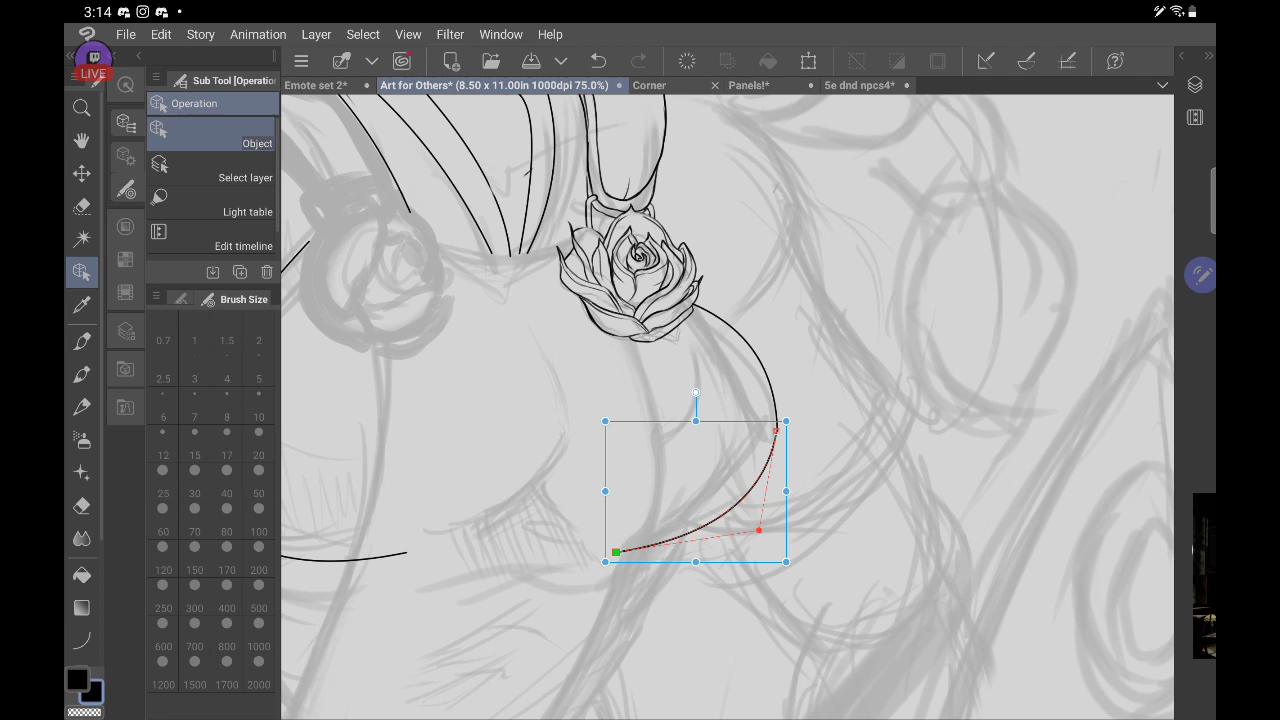 3:14
File Edit Story Animation Layer Select View Filter Window Help
LIVE
Sub Tool [Operation
Emote set 2* Art for Others* (8.50 x 11.00in 1000dpi 75.0%) Corner Panels!* 5e dnd npcs4*
Operation
Object
Select layer
Light table
Edit timeline
Brush Size
0.7 1 1.5 2
2.5 3 4 5
6 7 8 10
12 15 17 20
25 30 40 50
60 70 80 100
120 150 170 200
250 300 400 500
600 700 800 1000
1200 1500 1700 2000